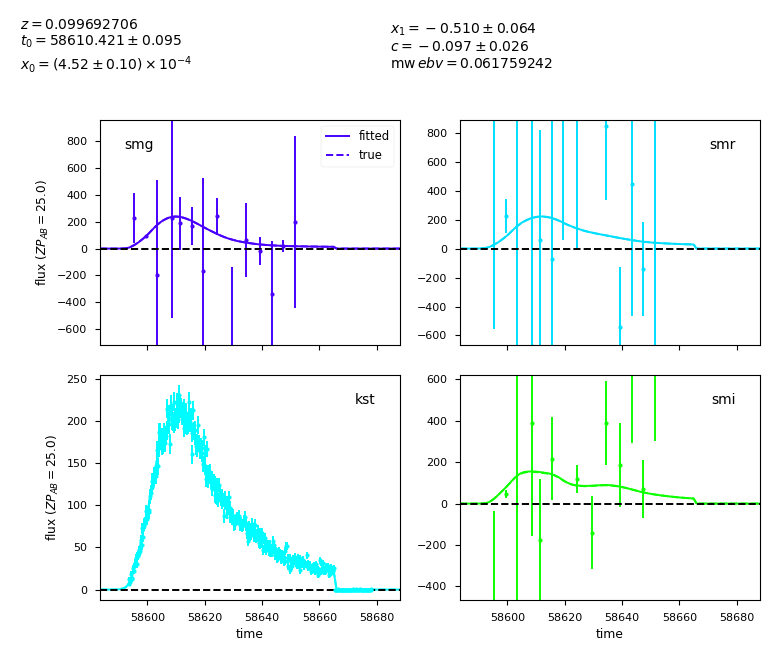 z = 0.099692706
t₀ = 58610.421 ± 0.095
x₀ = (4.52 ± 0.10) × 10⁻⁴
x₁ = −0.510 ± 0.064
c = −0.097 ± 0.026
mw ebv = 0.061759242
smg
fitted
true
800
600
400
200
0
−200
−400
−600
flux (ZP_AB = 25.0)
smr
800
600
400
200
0
−200
−400
−600
kst
250
200
150
100
50
0
flux (ZP_AB = 25.0)
58600 58620 58640 58660 58680
time
smi
600
400
200
0
−200
−400
58600 58620 58640 58660 58680
time